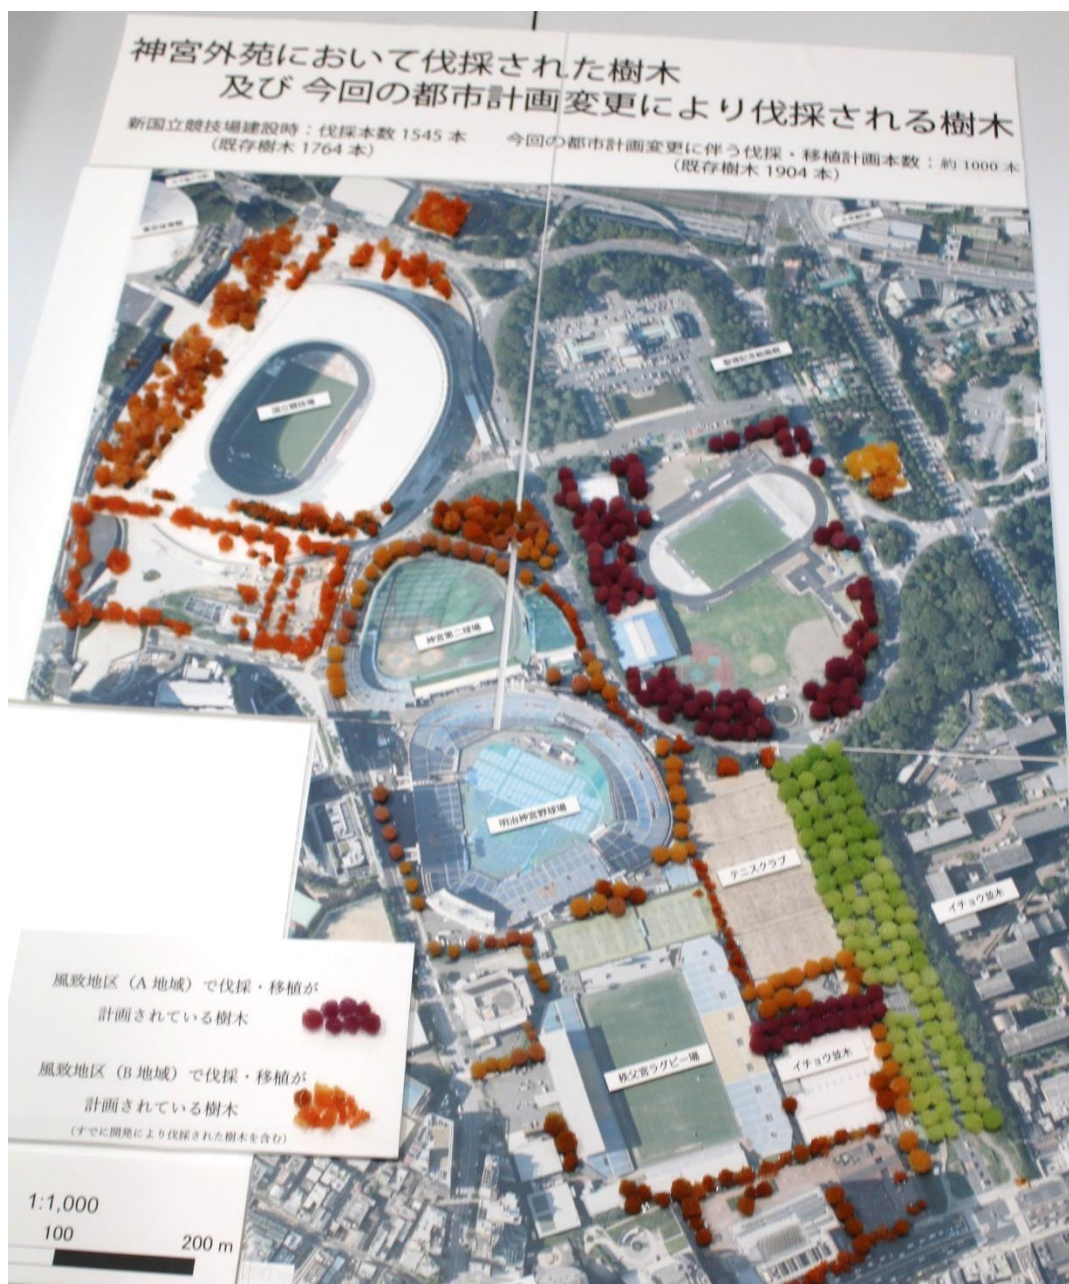 神宮外苑において伐採された樹木
及び 今回の都市計画変更により伐採される樹木
新国立競技場建設時：伐採本数 1545 本
（既存樹木 1764 本）
今回の都市計画変更に伴う伐採・移植計画本数：約 1000 本
（既存樹木 1904 本）
東京体育館
聖徳記念絵画館
国立競技場
神宮第二球場
明治神宮野球場
テニスクラブ
イチョウ並木
秩父宮ラグビー場
イチョウ並木
風致地区（A 地域）で伐採・移植が
計画されている樹木
風致地区（B 地域）で伐採・移植が
計画されている樹木
（すでに開発により伐採された樹木を含む）
1:1,000
100
200 m